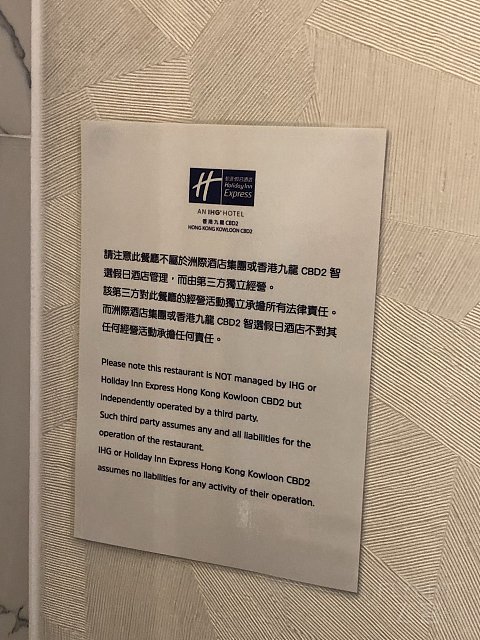 智選假日酒店
Holiday Inn
Express
AN IHG® HOTEL
香港九龍 CBD2
HONG KONG KOWLOON CBD2
請注意此餐廳不屬於洲際酒店集團或香港九龍 CBD2 智
選假日酒店管理，而由第三方獨立經營。
該第三方對此餐廳的經營活動獨立承擔所有法律責任。
而洲際酒店集團或香港九龍 CBD2 智選假日酒店不對其
任何經營活動承擔任何責任。
Please note this restaurant is NOT managed by IHG or
Holiday Inn Express Hong Kong Kowloon CBD2 but
independently operated by a third party.
Such third party assumes any and all liabilities for the
operation of the restaurant.
IHG or Holiday Inn Express Hong Kong Kowloon CBD2
assumes no liabilities for any activity of their operation.